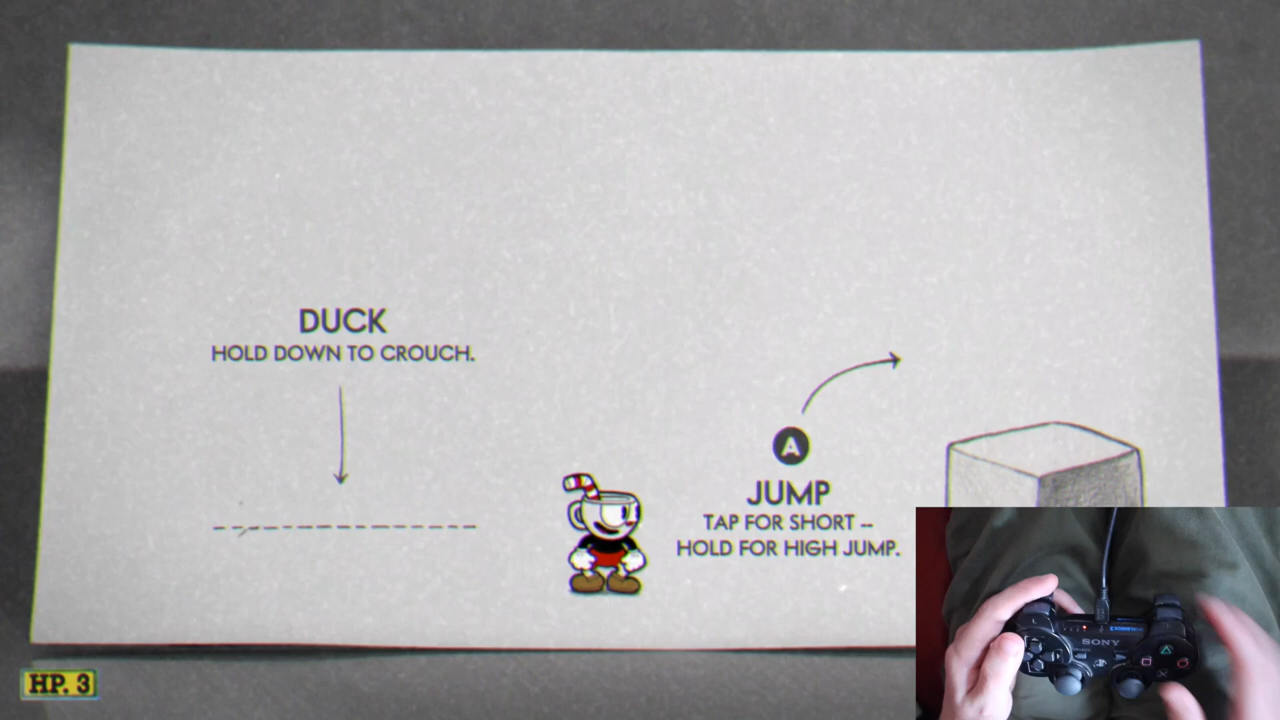 DUCK
HOLD DOWN TO CROUCH.
A
JUMP
TAP FOR SHORT --
HOLD FOR HIGH JUMP.
SONY
HP. 3